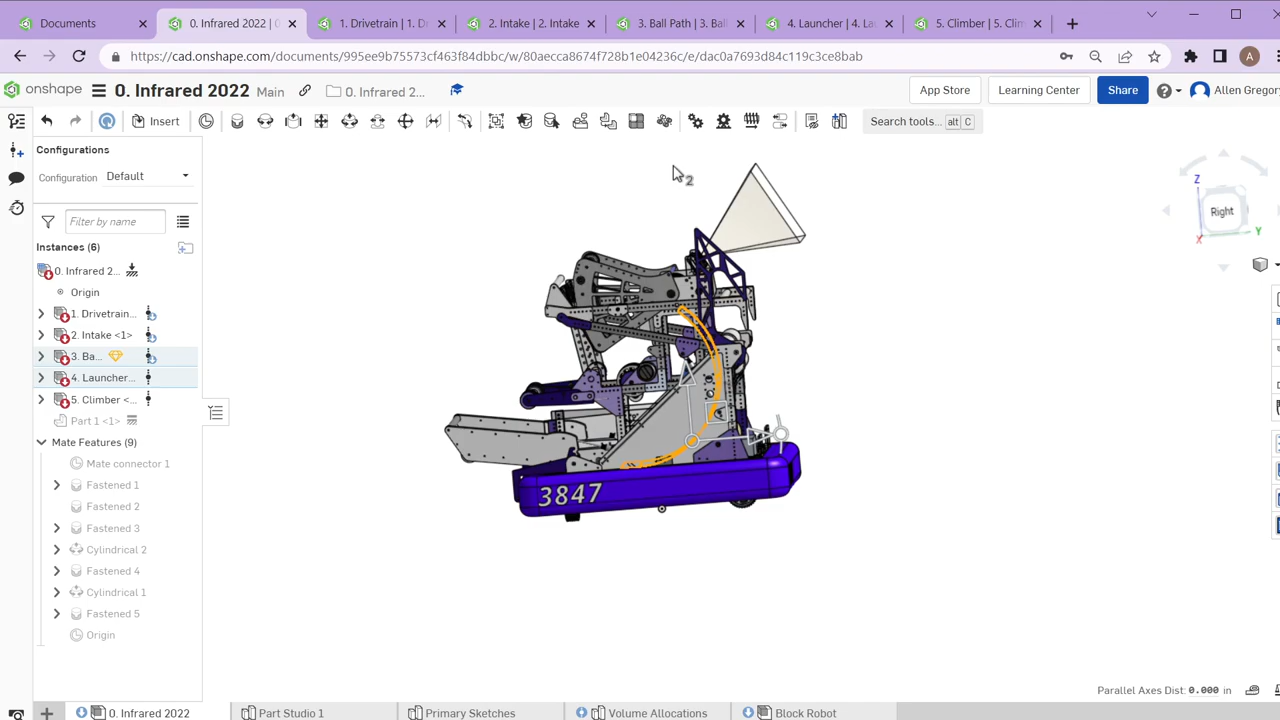 Documents
0. Infrared 2022 | 0
1. Drivetrain | 1. D
2. Intake | 2. Intake
3. Ball Path | 3. Ball
4. Launcher | 4. Lau
5. Climber | 5. Clim
https://cad.onshape.com/documents/995ee9b75573cf463f84dbbc/w/80aecca8674f728b1e04236c/e/dac0a7693d84c119c3ce8bab
A
onshape
0. Infrared 2022
Main
0. Infrared 2...
App Store
Learning Center
Share
Allen Gregory
Insert
Search tools...
alt
C
Configurations
Configuration
Default
Filter by name
Instances (6)
0. Infrared 2...
Origin
1. Drivetrain...
2. Intake <1>
3. Ba...
4. Launcher...
5. Climber <...
Part 1 <1>
Mate Features (9)
Mate connector 1
Fastened 1
Fastened 2
Fastened 3
Cylindrical 2
Fastened 4
Cylindrical 1
Fastened 5
Origin
2
3847
Z
Right
X
Y
Parallel Axes Dist: 0.000 in
0. Infrared 2022
Part Studio 1
Primary Sketches
Volume Allocations
Block Robot